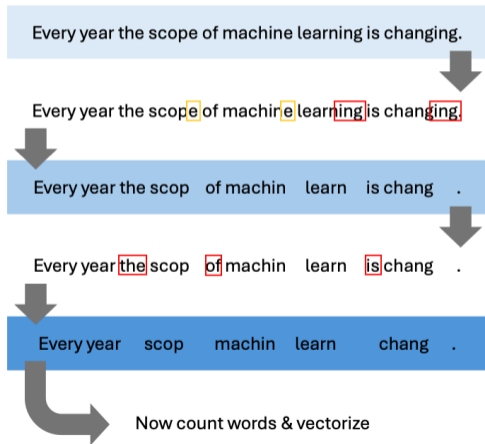 Every year the scope of machine learning is changing.
Every year the scope of machine learning is changing.
Every year the scop of machin learn is chang .
Every year the scop of machin learn is chang .
Every year scop machin learn chang .
Now count words & vectorize